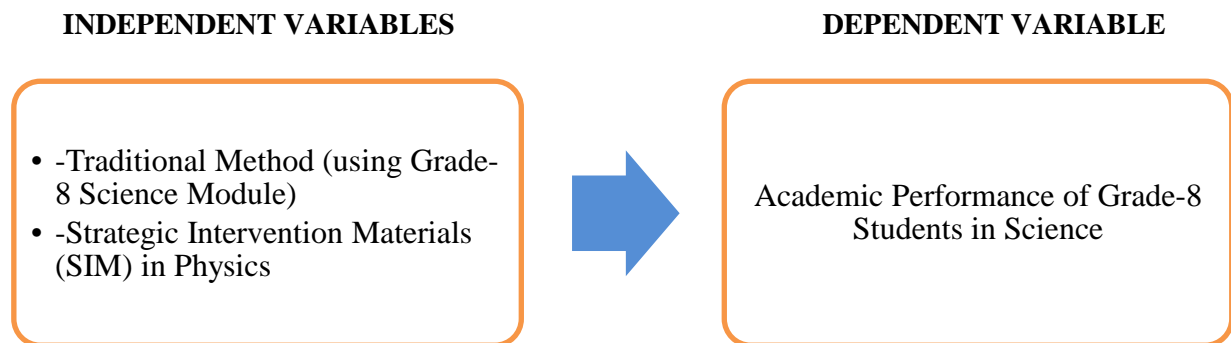 INDEPENDENT VARIABLES
DEPENDENT VARIABLE
• -Traditional Method (using Grade-
8 Science Module)
• -Strategic Intervention Materials
(SIM) in Physics
Academic Performance of Grade-8
Students in Science